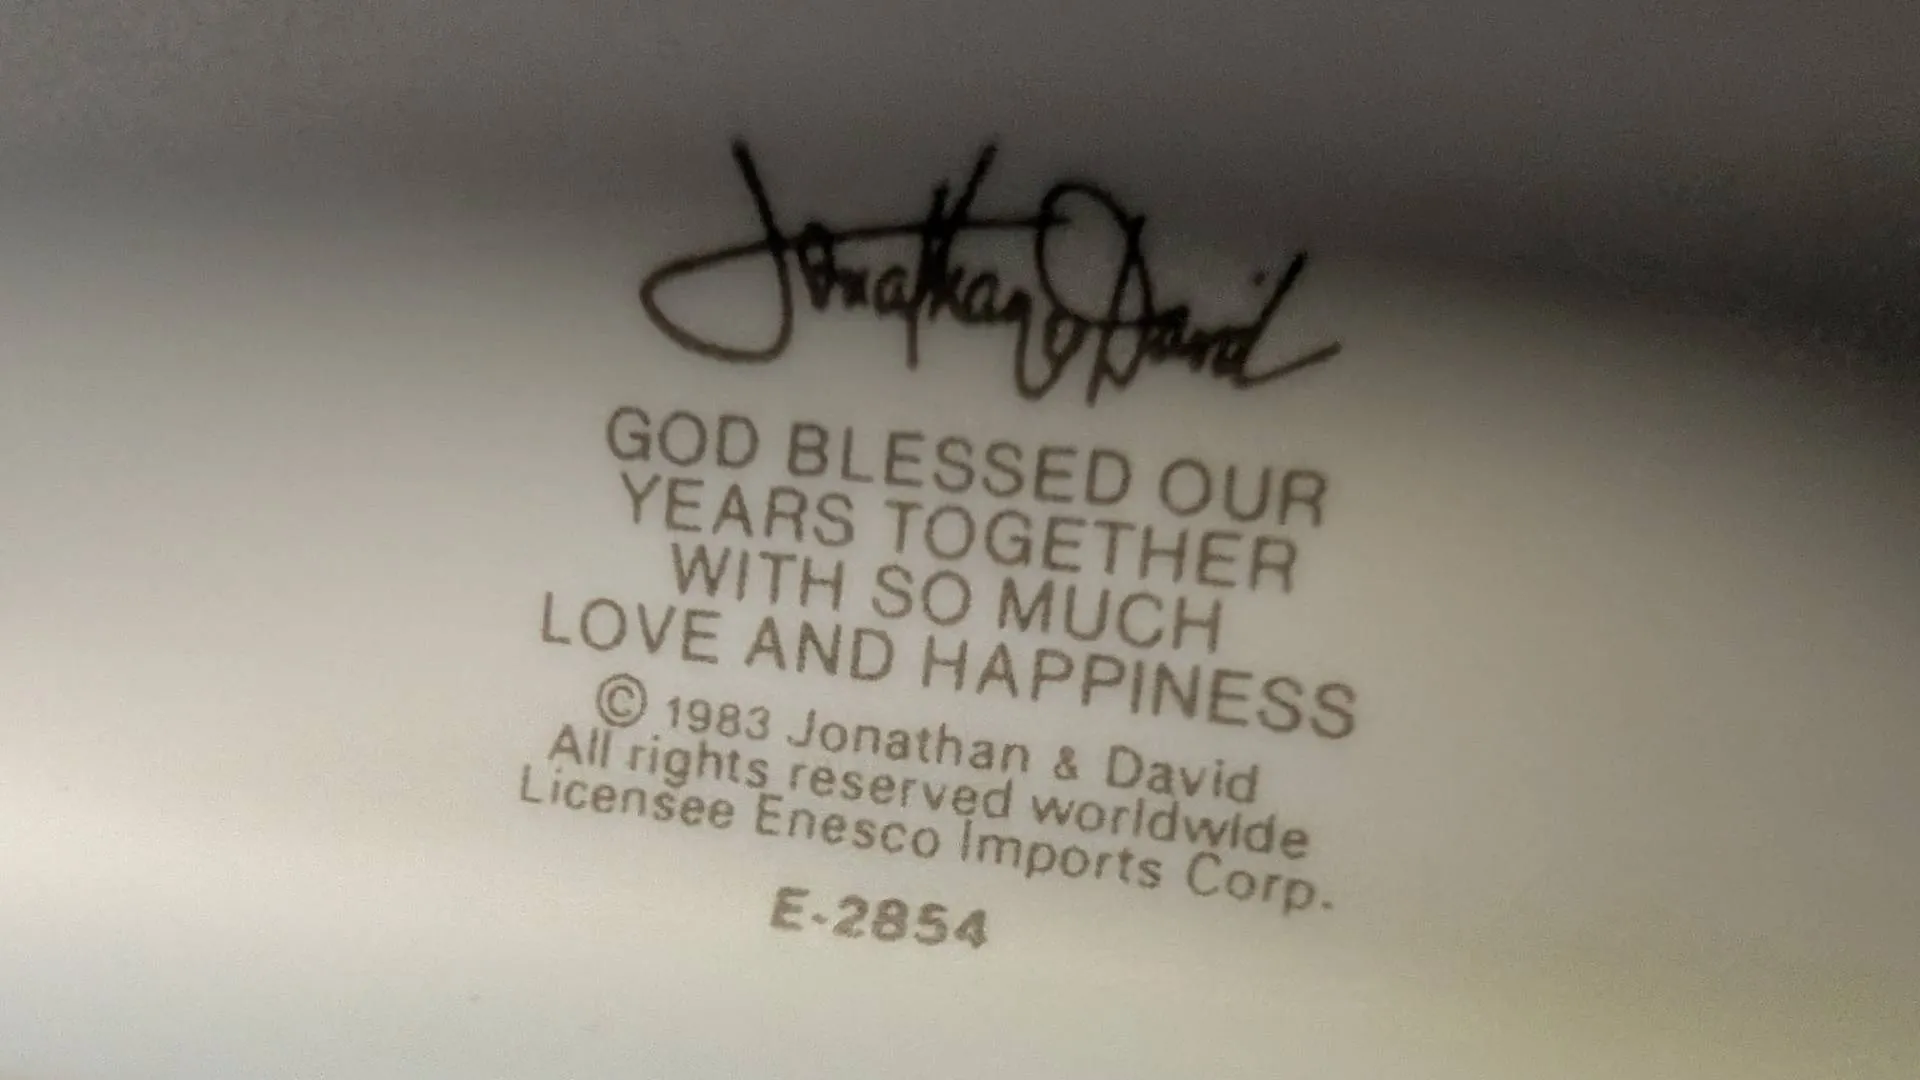 Jonathan & David
GOD BLESSED OUR
YEARS TOGETHER
WITH SO MUCH
LOVE AND HAPPINESS
© 1983 Jonathan & David
All rights reserved worldwide
Licensee Enesco Imports Corp.
E-2854